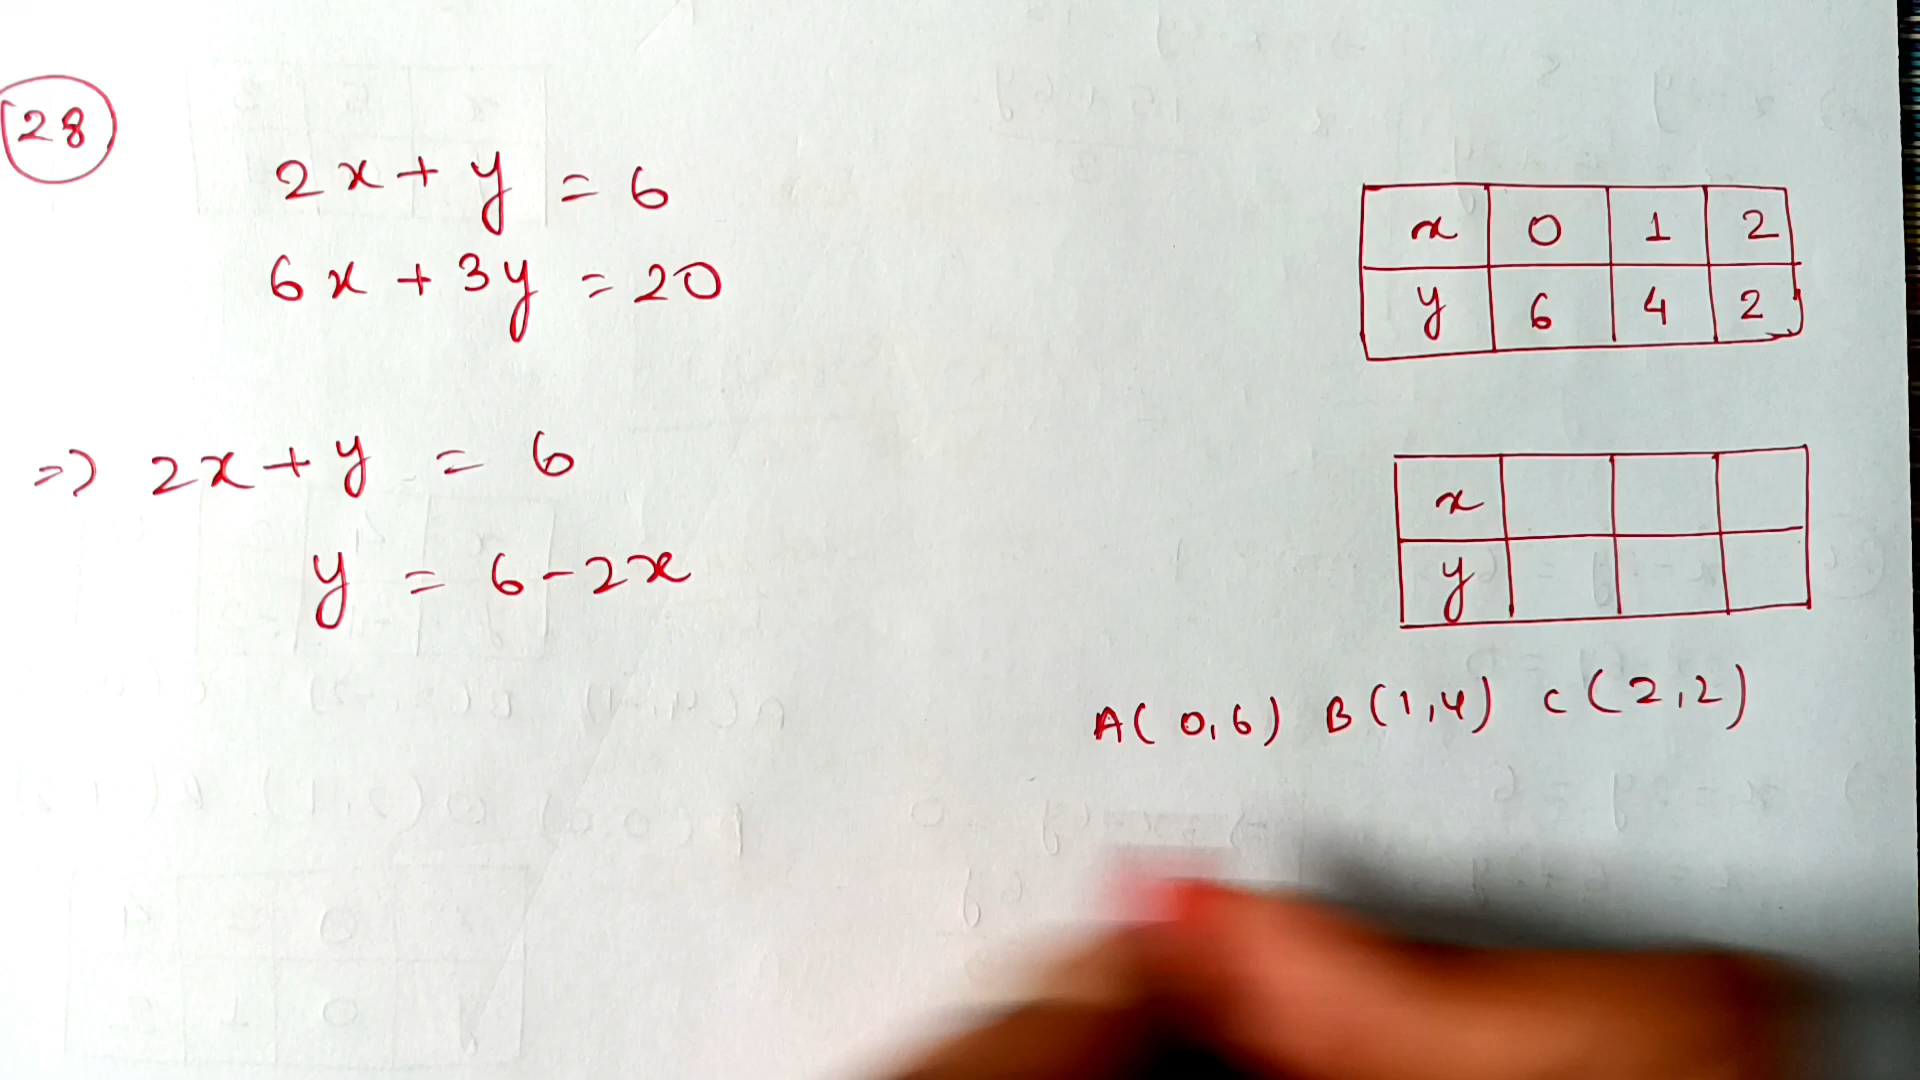 28
2x + y = 6
6x + 3y = 20
=> 2x + y = 6
y = 6 - 2x
x 0 1 2
y 6 4 2
x
y
A( 0,6) B(1,4) C(2,2)